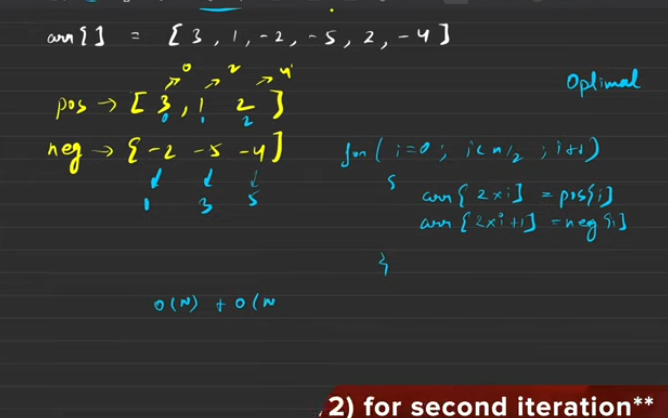 arr[] = [3, 1, -2, -5, 2, -4]
0 2 4
Optimal
pos → [3, 1 2]
0 1 2
neg → [-2 -5 -4]
for( i=0 ; i<n/2 ; i++)
1 3 5
{
arr[2×i] = pos[i]
arr[2×i+1] = neg[i]
}
O(N) + O(N
/2) for second iteration**